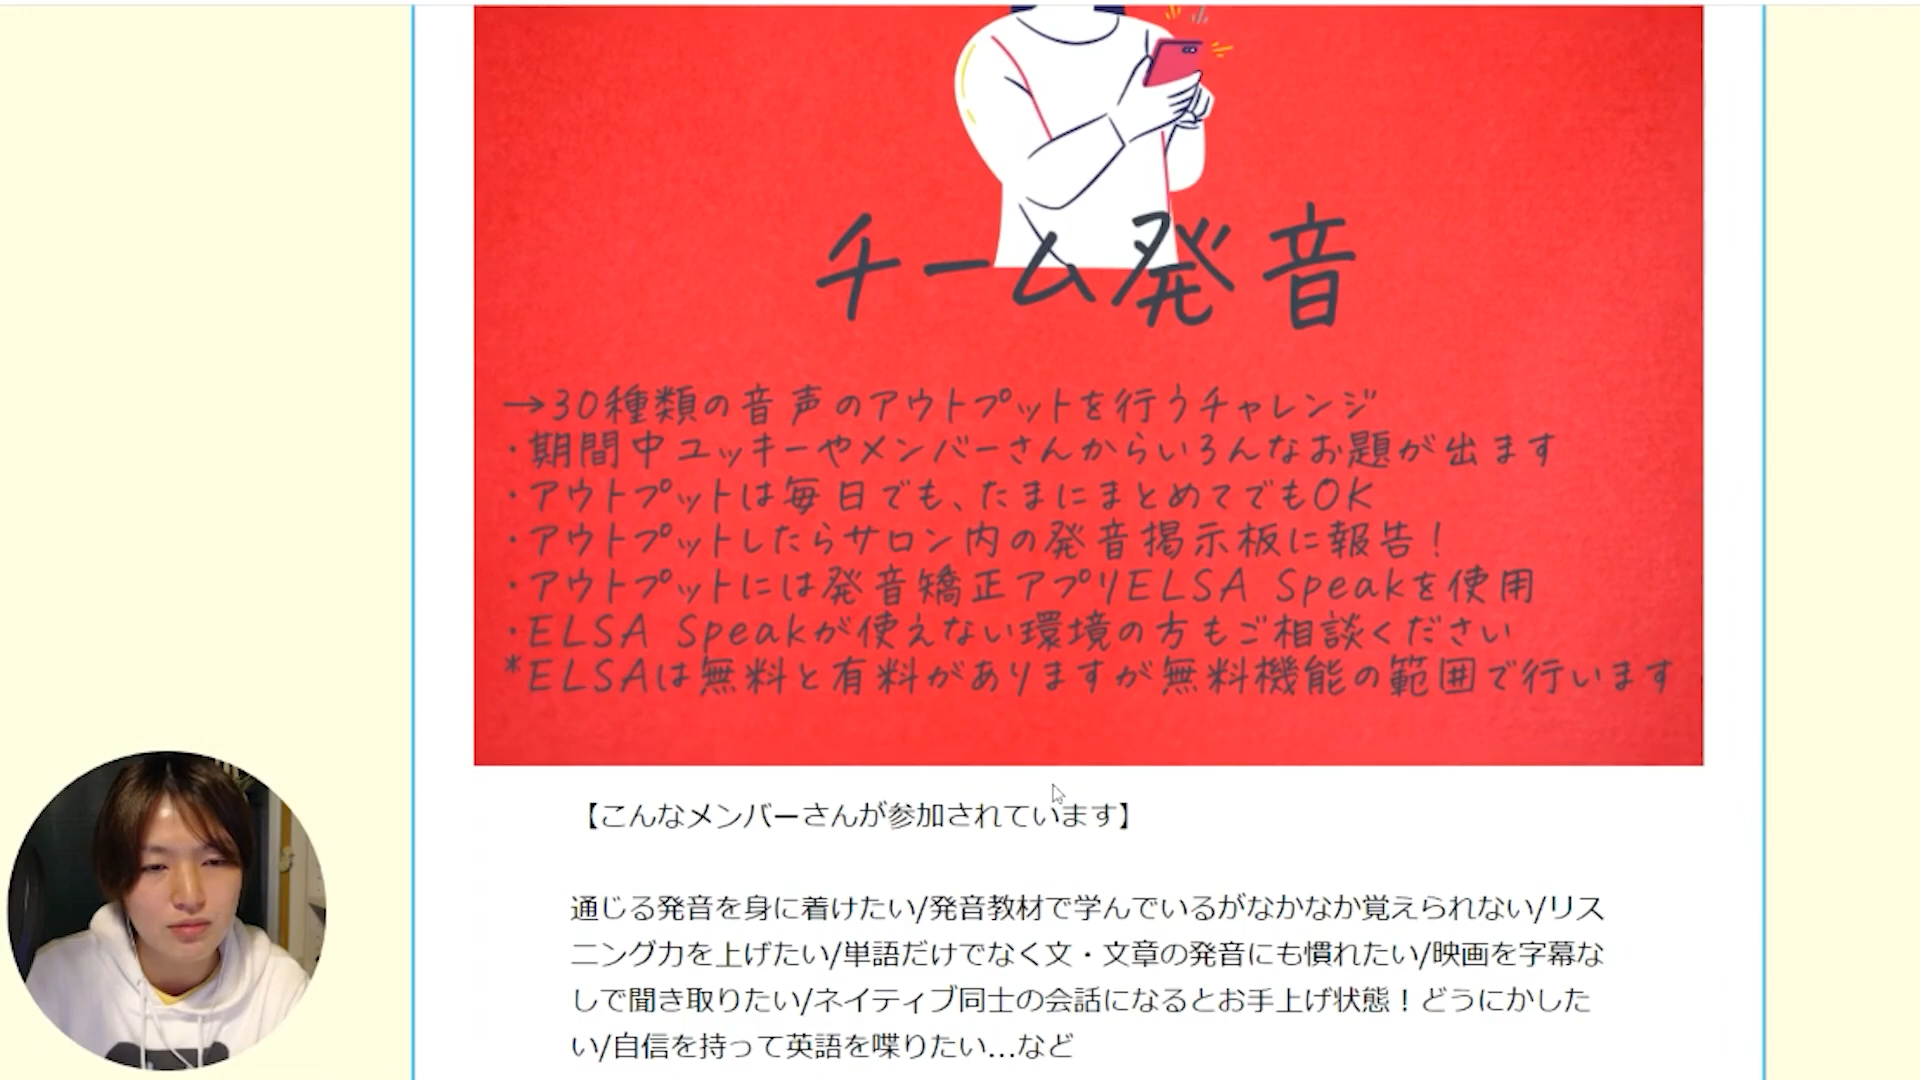 チーム発音
→30種類の音声のアウトプットを行うチャレンジ
・期間中ユッキーやメンバーさんからいろんなお題が出ます
・アウトプットは毎日でも、たまにまとめてでもOK
・アウトプットしたらサロン内の発音掲示板に報告！
・アウトプットには発音矯正アプリELSA Speakを使用
・ELSA Speakが使えない環境の方もご相談ください
*ELSAは無料と有料がありますが無料機能の範囲で行います
【こんなメンバーさんが参加されています】
通じる発音を身に着けたい/発音教材で学んでいるがなかなか覚えられない/リス
ニング力を上げたい/単語だけでなく文・文章の発音にも慣れたい/映画を字幕な
しで聞き取りたい/ネイティブ同士の会話になるとお手上げ状態！どうにかした
い/自信を持って英語を喋りたい…など